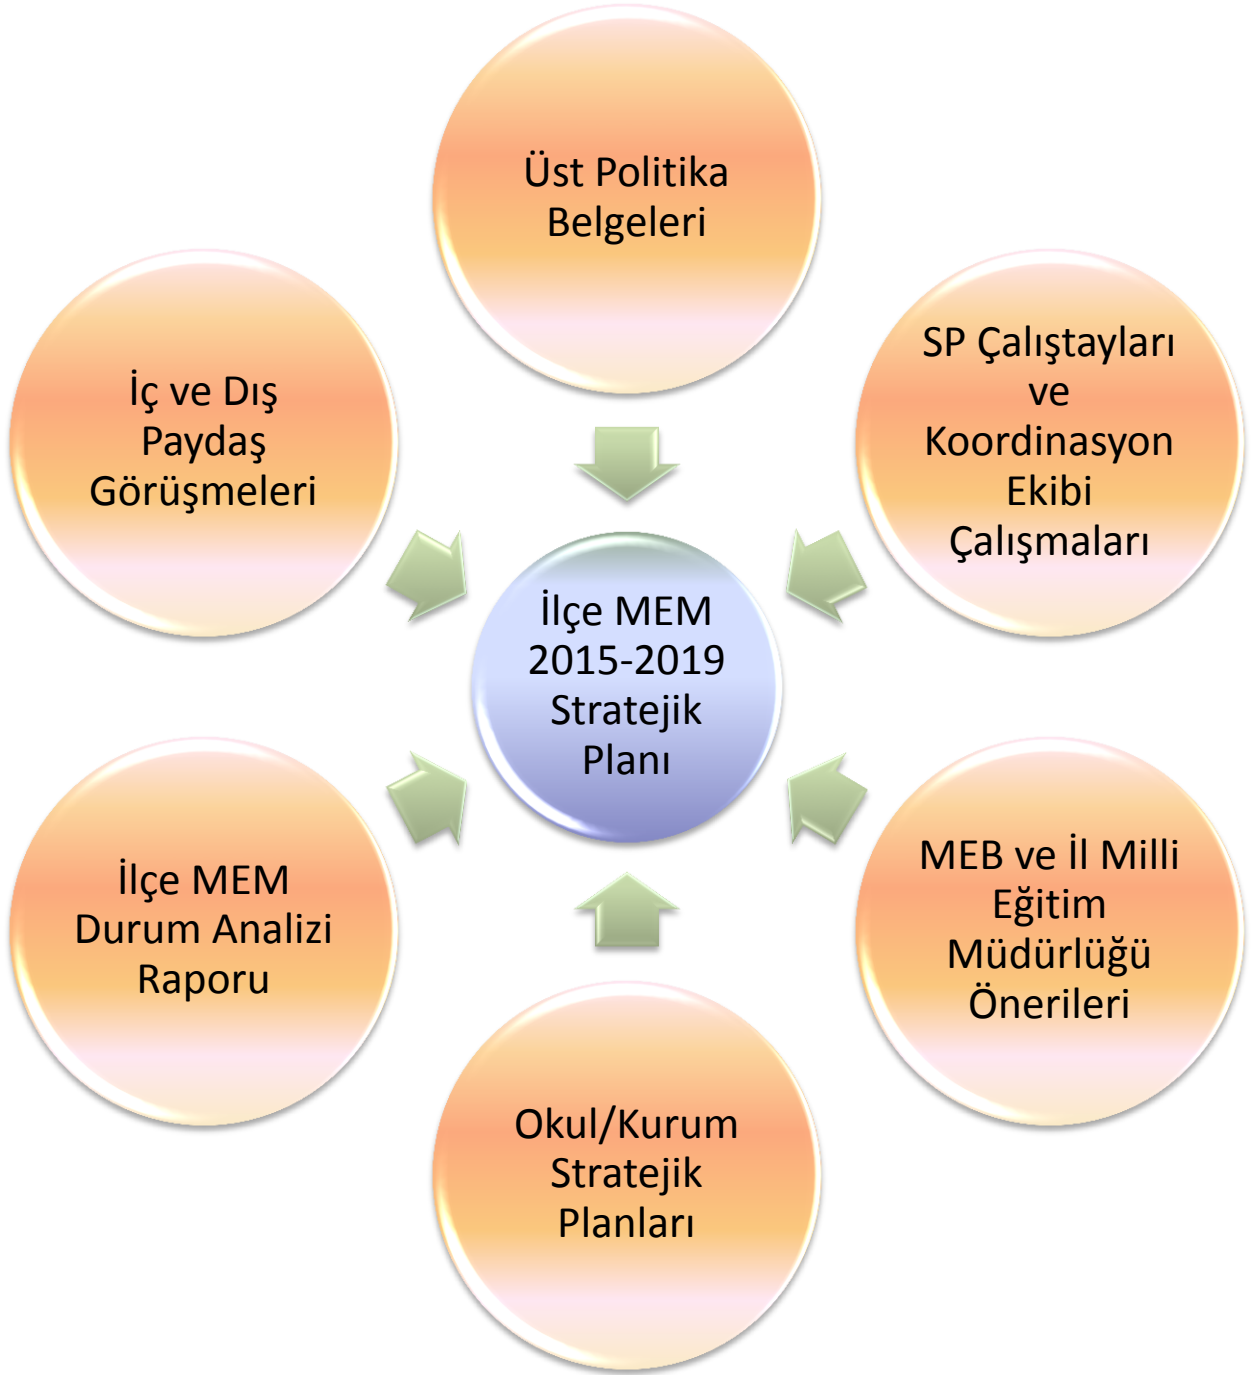 Üst Politika
Belgeleri
SP Çalıştayları
ve
Koordinasyon
Ekibi
Çalışmaları
MEB ve İl Milli
Eğitim
Müdürlüğü
Önerileri
Okul/Kurum
Stratejik
Planları
İlçe MEM
Durum Analizi
Raporu
İç ve Dış
Paydaş
Görüşmeleri
İlçe MEM
2015-2019
Stratejik
Planı